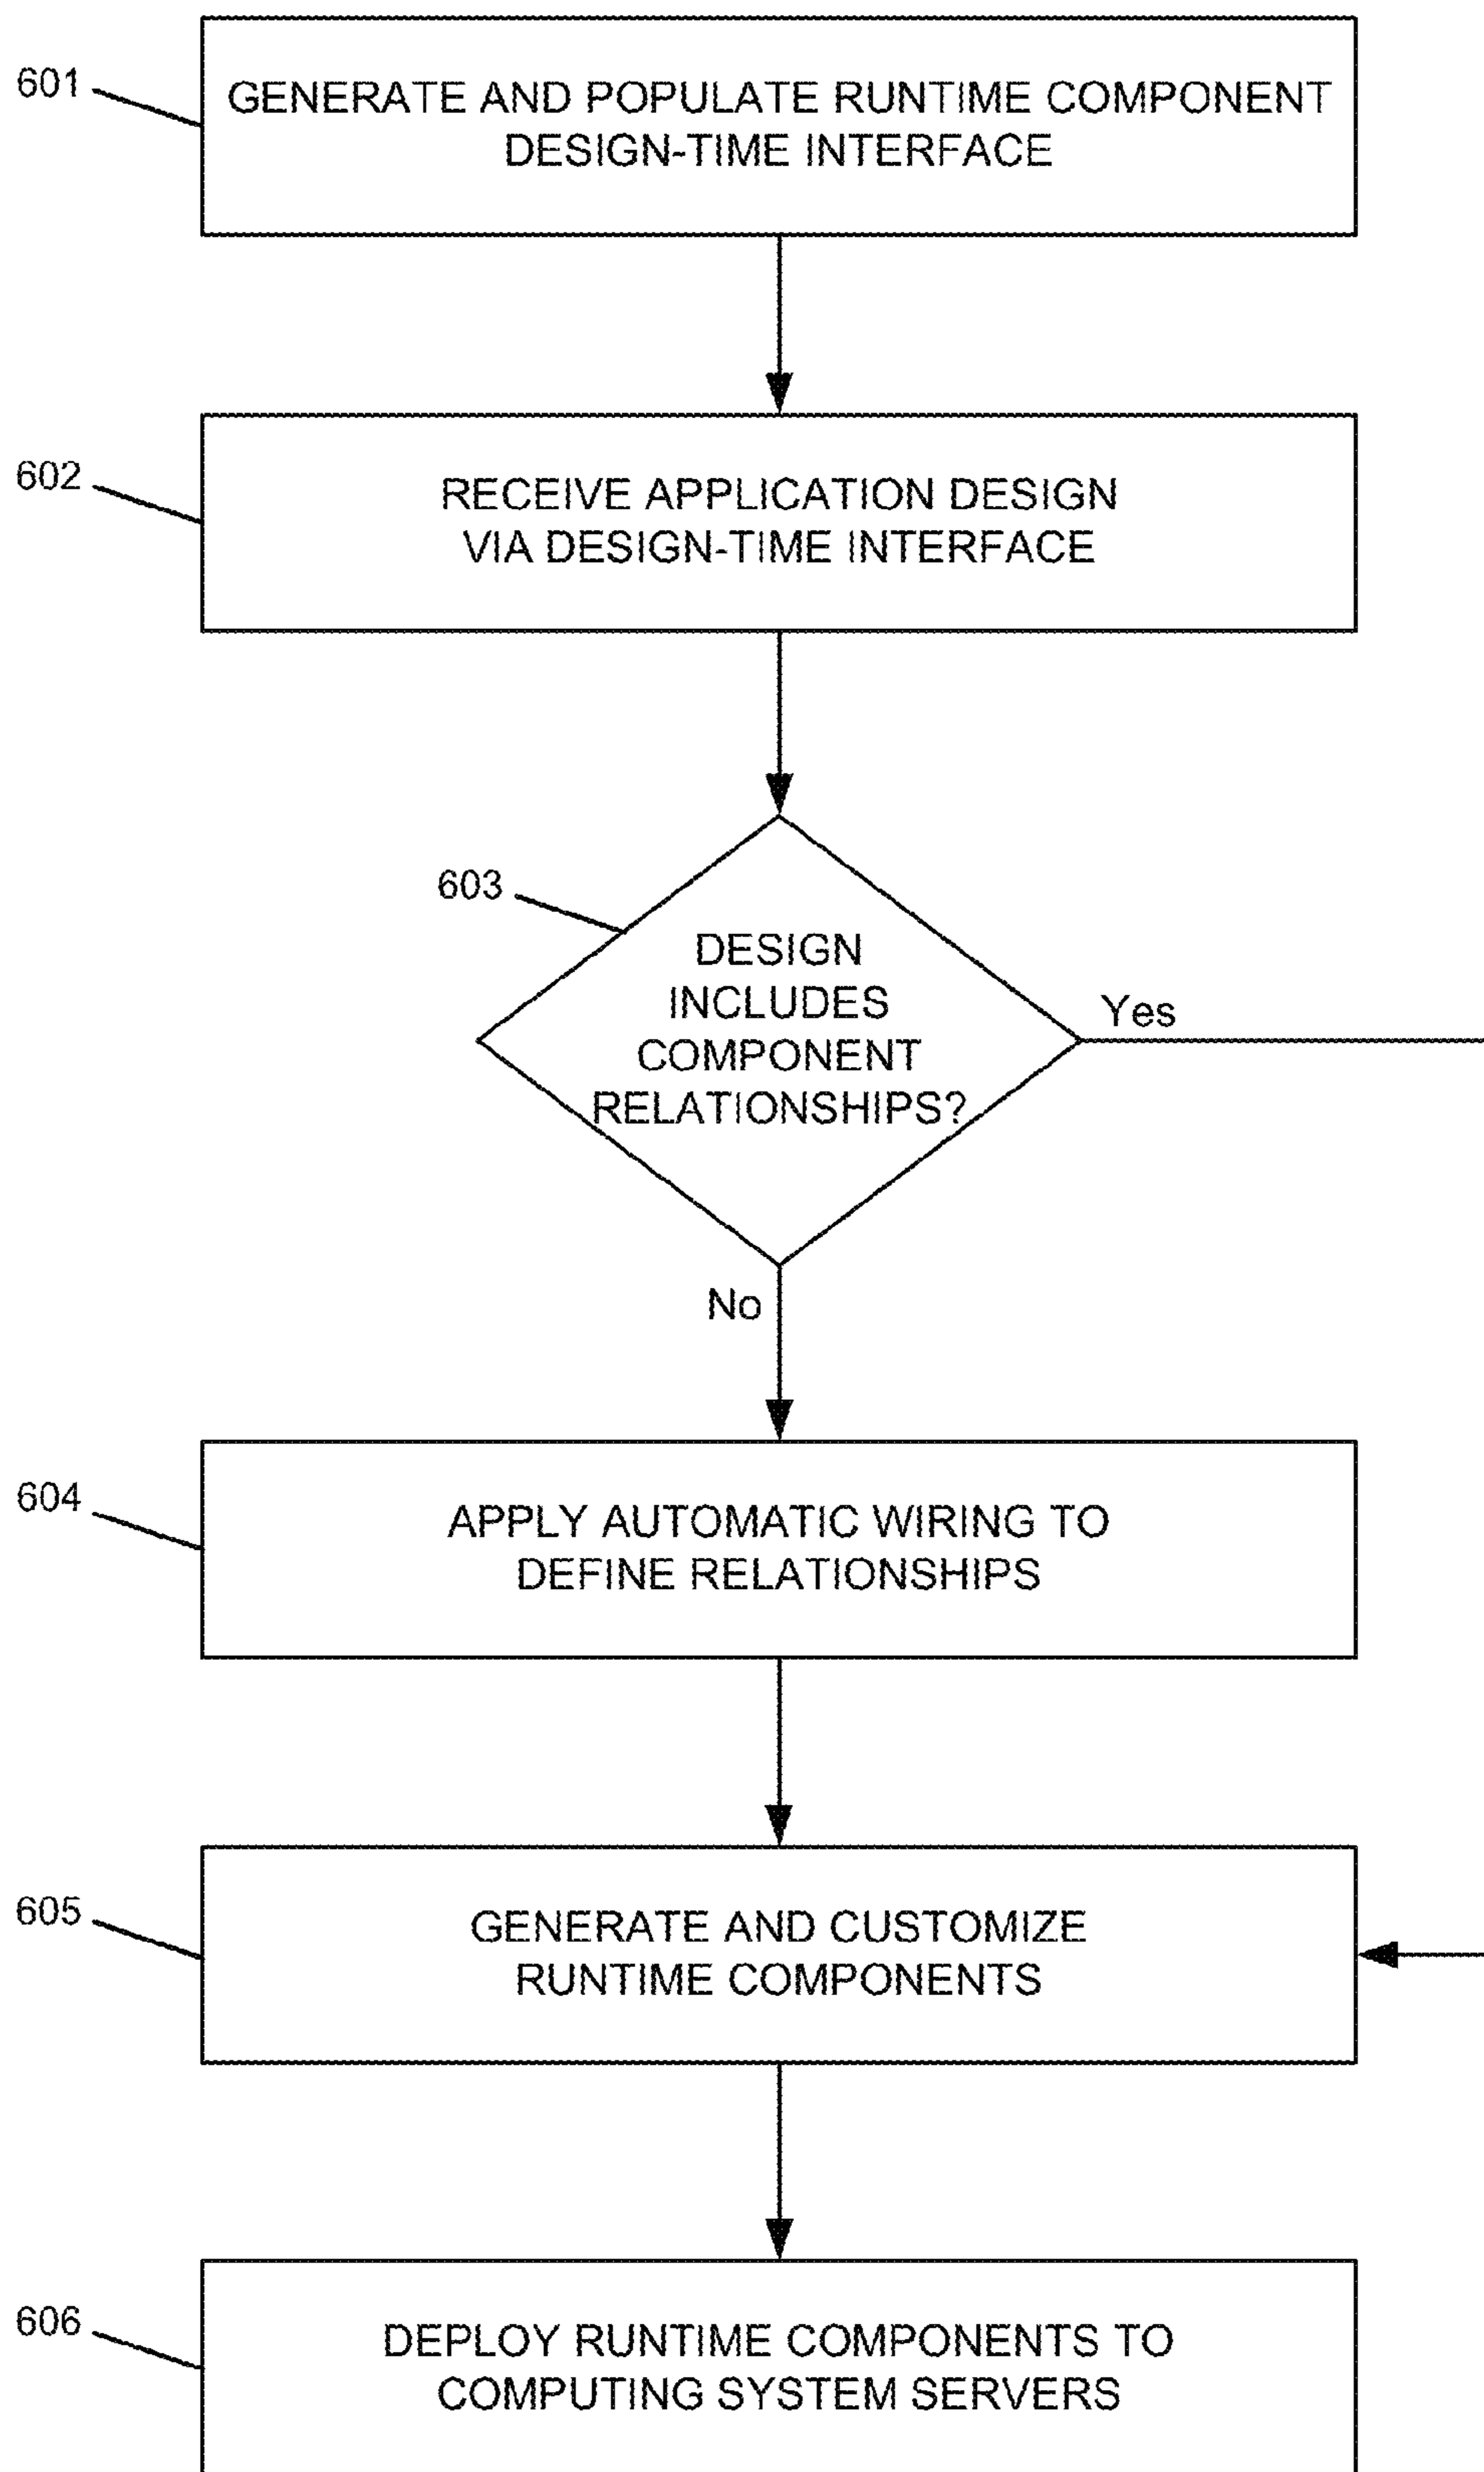 601
GENERATE AND POPULATE RUNTIME COMPONENT
DESIGN-TIME INTERFACE
602
RECEIVE APPLICATION DESIGN
VIA DESIGN-TIME INTERFACE
603
DESIGN
INCLUDES
COMPONENT
RELATIONSHIPS?
Yes
No
604
APPLY AUTOMATIC WIRING TO
DEFINE RELATIONSHIPS
605
GENERATE AND CUSTOMIZE
RUNTIME COMPONENTS
606
DEPLOY RUNTIME COMPONENTS TO
COMPUTING SYSTEM SERVERS